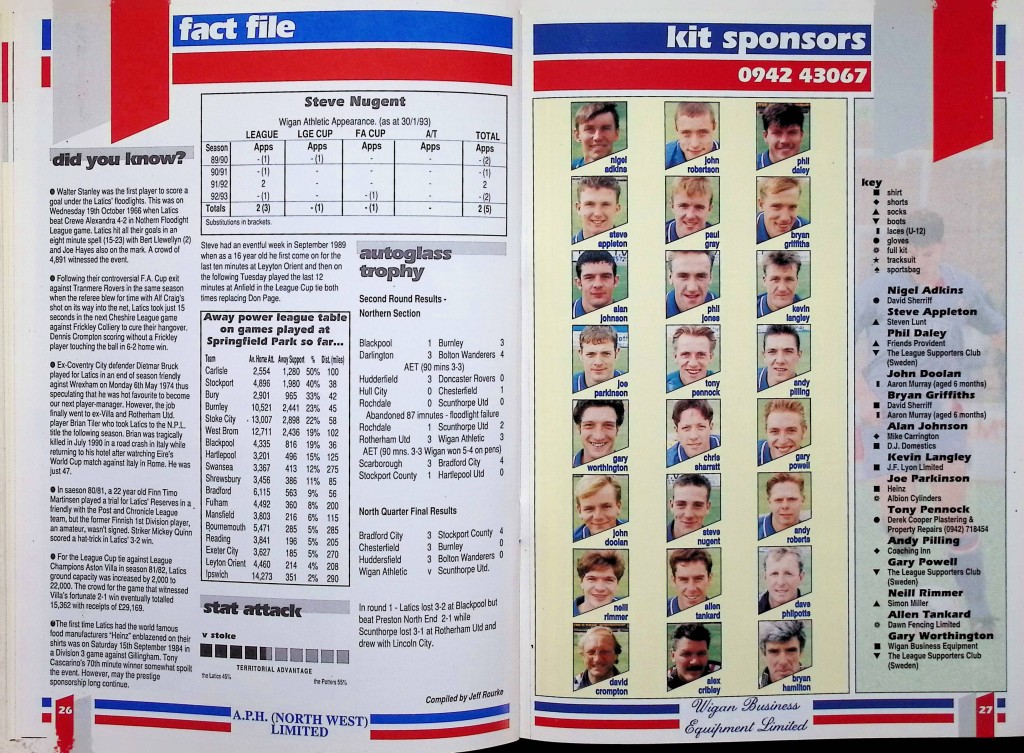 fact file
did you know?
Walter Stanley was the first player to score a
goal under the Latics' floodlights. This was on
Wednesday 19th October 1966 when Latics
beat Crewe Alexandra 4-2 in Nothern Floodlight
League game. Latics hit all their goals in an
eight minute spell (15-23) with Bert Llewellyn (2)
and Joe Hayes also on the mark. A crowd of
4,891 witnessed the event.
Following their controversial F.A. Cup exit
against Tranmere Rovers in the same season
when the referee blew for time with Alf Craig's
shot on its way into the net, Latics took just 15
seconds in the next Cheshire League game
against Frickley Colliery to cure their hangover.
Dennis Crompton scoring without a Frickley
player touching the ball in 6-2 home win.
Ex-Coventry City defender Dietmar Bruck
played for Latics in an end of season friendly
against Wrexham on Monday 6th May 1974 thus
speculating that he was hot favourite to become
our next player-manager. However, the job
finally went to ex-Villa and Rotherham Utd.
player Brian Tiler who took Latics to the N.P.L.
title the following season. Brian was tragically
killed in July 1990 in a road crash in Italy while
returning to his hotel after watching Eire's
World Cup match against Italy in Rome. He was
just 47.
In saeson 80/81, a 22 year old Finn Timo
Martinsen played a trial for Latics' Reserves in a
friendly with the Post and Chronicle League
team, but the former Finnish 1st Division player,
an amateur, wasn't signed. Striker Mickey Quinn
scored a hat-trick in Latics' 3-2 win.
For the League Cup tie against League
Champions Aston Villa in season 81/82, Latics
ground capacity was increased by 2,000 to
22,000. The crowd for the game that witnessed
Villa's fortunate 2-1 win eventually totalled
15,362 with receipts of £29,169.
The first time Latics had the world famous
food manufacturers "Heinz" enblazoned on their
shirts was on Saturday 15th September 1984 in
a Division 3 game against Gillingham. Tony
Cascarino's 70th minute winner somewhat spoilt
the event. However, may the prestige
sponsorship long continue.
Steve Nugent
Wigan Athletic Appearance. (as at 30/1/93)
LEAGUE LGE CUP FA CUP A/T TOTAL
Season Apps Apps Apps Apps Apps
89/90 - (1) - (1) - - - (2)
90/91 - (1) - - - - (1)
91/92 2 - - - 2
92/93 - (1) - - (1) - - (2)
Totals 2 (3) - (1) - (1) - 2 (5)
Substitutions in brackets.
Steve had an eventful week in September 1989
when as a 16 year old he first come on for the
last ten minutes at Leyyton Orient and then on
the following Tuesday played the last 12
minutes at Anfield in the League Cup tie both
times replacing Don Page.
Away power league table
on games played at
Springfield Park so far...
Team Av. Home Att. Away Support % Dist. (miles)
Carlisle 2,554 1,280 50% 100
Stockport 4,896 1,980 40% 38
Bury 2,901 965 33% 42
Burnley 10,521 2,441 23% 45
Stoke City 13,007 2,898 22% 58
West Brom 12,711 2,436 19% 102
Blackpool 4,335 816 19% 36
Hartlepool 3,201 496 15% 125
Swansea 3,367 413 12% 275
Shrewsbury 3,456 386 11% 85
Bradford 6,115 563 9% 56
Fulham 4,492 360 8% 200
Mansfield 3,803 216 6% 115
Bournemouth 5,471 285 5% 285
Reading 3,841 196 5% 205
Exeter City 3,627 185 5% 270
Leyton Orient 4,460 214 4% 208
Ipswich 14,273 351 2% 290
stat attack
v stoke
TERRITORIAL ADVANTAGE
the Latics 45% the Potters 55%
autoglass
trophy
Second Round Results -
Northern Section
Blackpool 1 Burnley 3
Darlington 3 Bolton Wanderers 4
AET (90 mins 3-3)
Hudderfield 3 Doncaster Rovers 0
Hull City 0 Chesterfield 1
Rochdale 0 Scunthorpe Utd 0
Abandoned 87 imnutes - floodlight failure
Rochdale 1 Scunthorpe Utd 2
Rotherham Utd 3 Wigan Athletic 3
AET (90 mns. 3-3 Wigan won 5-4 on pens)
Scarborough 3 Bradford City 4
Stockport County 1 Hartlepool Utd 0
North Quarter Final Results
Bradford City 3 Stockport County 4
Chesterfield 3 Burnley 0
Huddersfield 3 Bolton Wanderers 0
Wigan Athletic v Scunthorpe Utd.
In round 1 - Latics lost 3-2 at Blackpool but
beat Preston North End 2-1 while
Scunthorpe lost 3-1 at Rotherham Utd and
drew with Lincoln City.
Compiled by Jeff Rourke
26
A.P.H. (NORTH WEST)
LIMITED
kit sponsors
0942 43067
nigel
adkins
john
robertson
phil
daley
steve
appleton
paul
gray
bryan
griffiths
alan
johnson
phil
jones
kevin
langley
joe
parkinson
tony
pennock
andy
pilling
gary
worthington
chris
sharratt
gary
powell
john
doolan
steve
nugent
andy
roberts
neill
rimmer
allen
tankard
dave
philpotts
david
crompton
alex
cribley
bryan
hamilton
key
shirt
shorts
socks
boots
laces (U-12)
gloves
full kit
tracksuit
sportsbag
Nigel Adkins
David Sherriff
Steve Appleton
Steven Lunt
Phil Daley
Friends Provident
The League Supporters Club
(Sweden)
John Doolan
Aaron Murray (aged 6 months)
Bryan Griffiths
David Sherriff
Aaron Murray (aged 6 months)
Alan Johnson
Mike Carrington
D.J. Domestics
Kevin Langley
J.F. Lyon Limited
Joe Parkinson
Heinz
Albion Cylinders
Tony Pennock
Derek Cooper Plastering &
Property Repairs (0942) 718454
Andy Pilling
Coaching Inn
Gary Powell
The League Supporters Club
(Sweden)
Neill Rimmer
Simon Miller
Allen Tankard
Dawn Fencing Limited
Gary Worthington
Wigan Business Equipment
The League Supporters Club
(Sweden)
Wigan Business
Equipment Limited
27